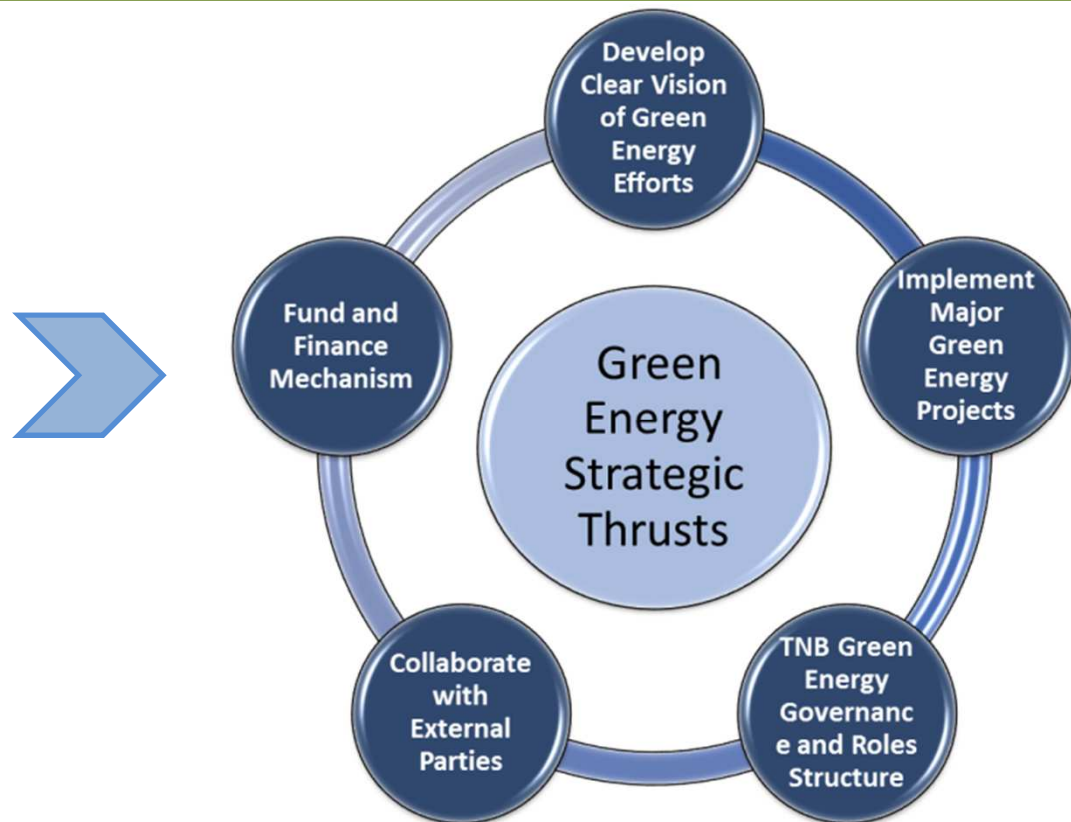 Develop
Clear Vision
of Green
Energy
Efforts
Implement
Major
Green
Energy
Projects
TNB Green
Energy
Governanc
e and Roles
Structure
Collaborate
with
External
Parties
Fund and
Finance
Mechanism
Green
Energy
Strategic
Thrusts